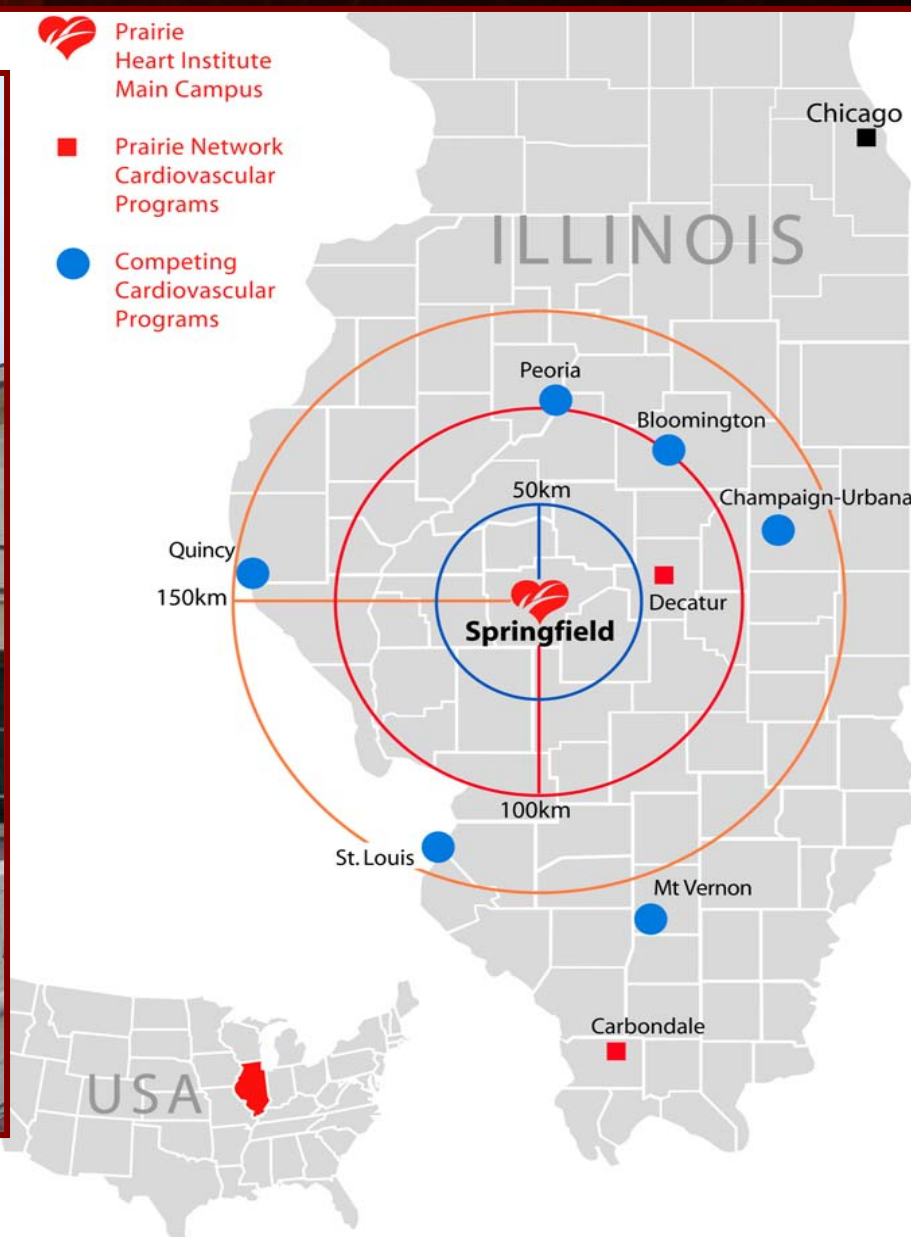 Prairie
Heart Institute
Main Campus
Prairie Network
Cardiovascular
Programs
Competing
Cardiovascular
Programs
Chicago
ILLINOIS
Peoria
Bloomington
50km
Champaign-Urbana
Quincy
150km
Decatur
Springfield
100km
St. Louis
Mt Vernon
Carbondale
USA